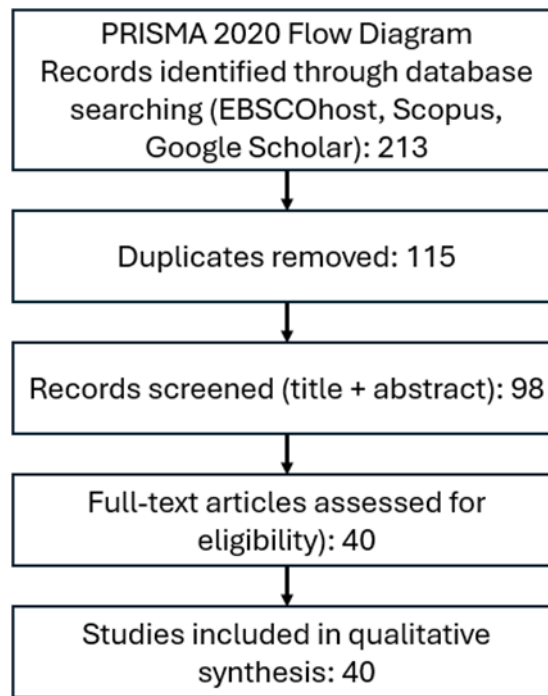 PRISMA 2020 Flow Diagram
Records identified through database
searching (EBSCOhost, Scopus,
Google Scholar): 213
Duplicates removed: 115
Records screened (title + abstract): 98
Full-text articles assessed for
eligibility): 40
Studies included in qualitative
synthesis: 40